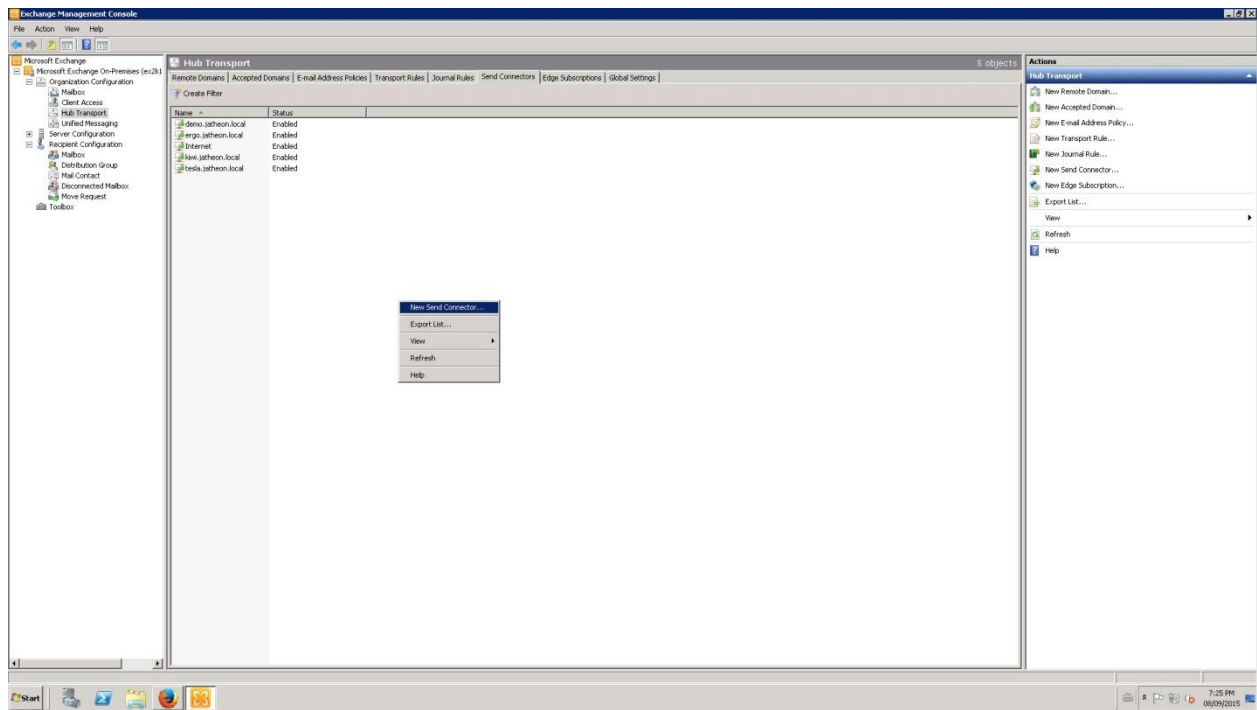 Exchange Management Console
File Action View Help
Microsoft Exchange
Microsoft Exchange On-Premises (ex2k1
Organization Configuration
Mailbox
Client Access
Hub Transport
Unified Messaging
Server Configuration
Recipient Configuration
Mailbox
Distribution Group
Mail Contact
Disconnected Mailbox
Move Request
Toolbox
Hub Transport 5 objects
Remote Domains Accepted Domains E-mail Address Policies Transport Rules Journal Rules Send Connectors Edge Subscriptions Global Settings
Create Filter
Name Status
demo.jatheon.local Enabled
ergo.jatheon.local Enabled
Internet Enabled
kiwi.jatheon.local Enabled
tesla.jatheon.local Enabled
New Send Connector...
Export List...
View
Refresh
Help
Actions
Hub Transport
New Remote Domain...
New Accepted Domain...
New E-mail Address Policy...
New Transport Rule...
New Journal Rule...
New Send Connector...
New Edge Subscription...
Export List...
View
Refresh
Help
Start
7:25 PM
08/09/2015